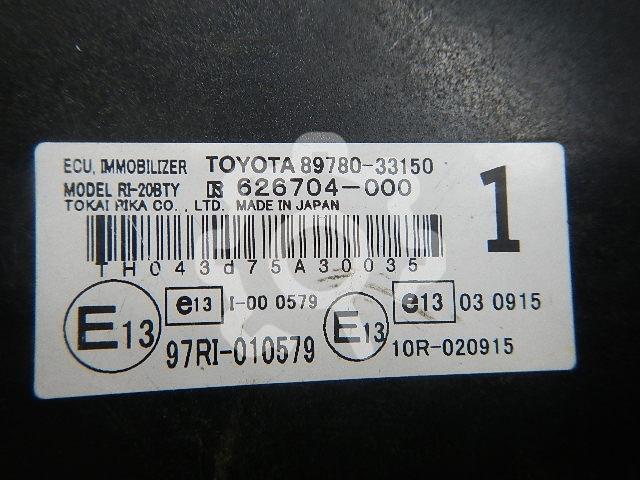 ECU, IMMOBILIZER TOYOTA 89780-33150
MODEL RI-20BTY 626704-000
TOKAI RIKA CO., LTD. MADE IN JAPAN
1
TH043d75A30035
E13 e13 I-00 0579 E13 e13 03 0915
97RI-010579 10R-020915